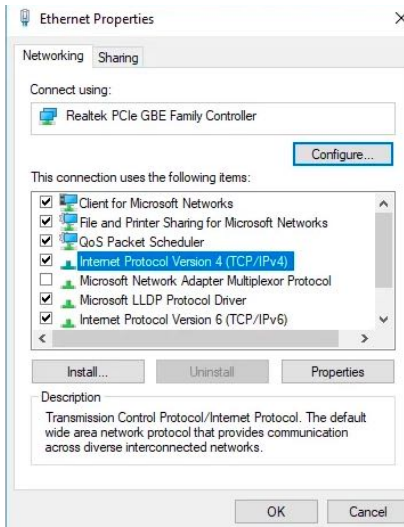 Ethernet Properties
Networking Sharing
Connect using:
Realtek PCIe GBE Family Controller
Configure...
This connection uses the following items:
Client for Microsoft Networks
File and Printer Sharing for Microsoft Networks
QoS Packet Scheduler
Internet Protocol Version 4 (TCP/IPv4)
Microsoft Network Adapter Multiplexor Protocol
Microsoft LLDP Protocol Driver
Internet Protocol Version 6 (TCP/IPv6)
Install... Uninstall Properties
Description
Transmission Control Protocol/Internet Protocol. The default
wide area network protocol that provides communication
across diverse interconnected networks.
OK Cancel